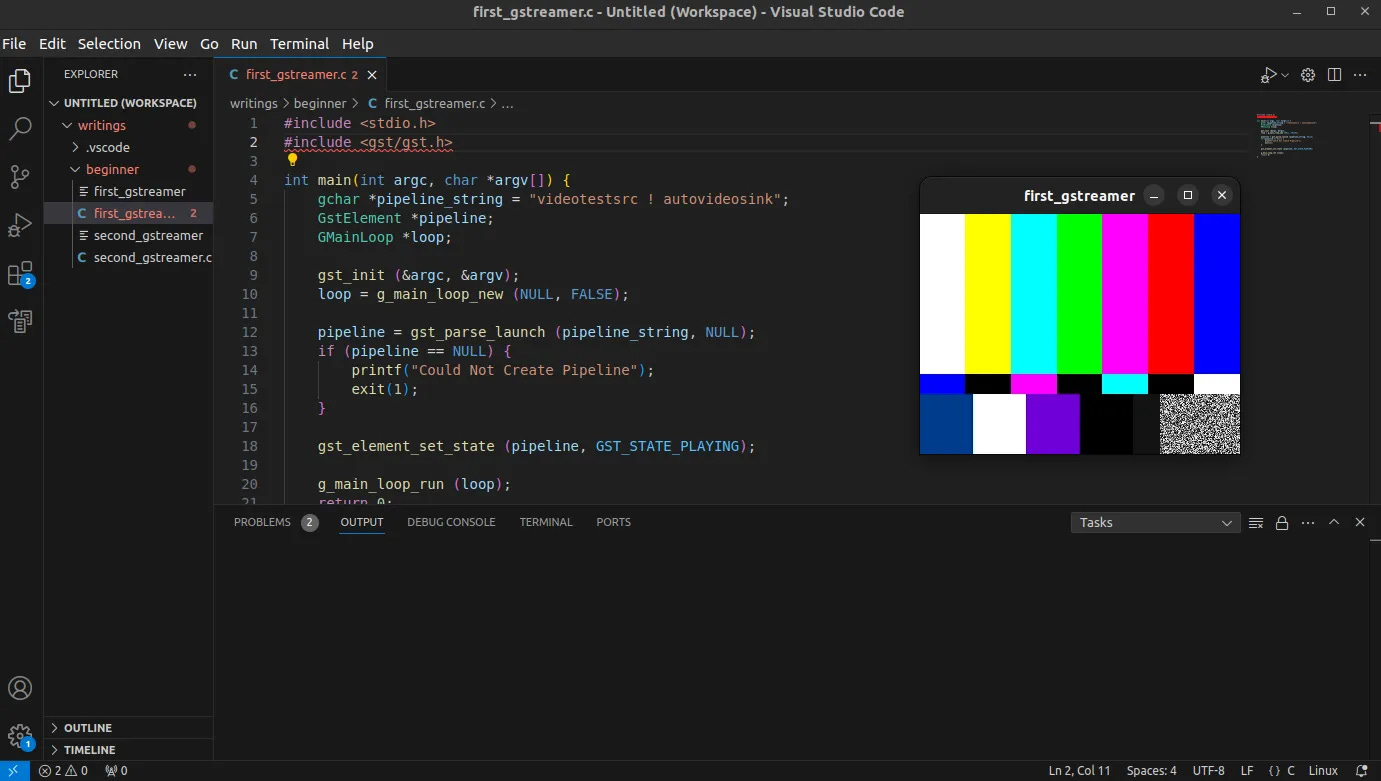 first_gstreamer.c - Untitled (Workspace) - Visual Studio Code
File Edit Selection View Go Run Terminal Help
EXPLORER
UNTITLED (WORKSPACE)
writings
.vscode
beginner
first_gstreamer
C first_gstrea... 2
second_gstreamer
C second_gstreamer.c
OUTLINE
TIMELINE
2
1
C first_gstreamer.c 2
writings > beginner > C first_gstreamer.c > ...
1 #include <stdio.h>
2 #include <gst/gst.h>
3
4 int main(int argc, char *argv[]) {
5 gchar *pipeline_string = "videotestsrc ! autovideosink";
6 GstElement *pipeline;
7 GMainLoop *loop;
8
9 gst_init (&argc, &argv);
10 loop = g_main_loop_new (NULL, FALSE);
11
12 pipeline = gst_parse_launch (pipeline_string, NULL);
13 if (pipeline == NULL) {
14 printf("Could Not Create Pipeline");
15 exit(1);
16 }
17
18 gst_element_set_state (pipeline, GST_STATE_PLAYING);
19
20 g_main_loop_run (loop);
21 return 0;
first_gstreamer
PROBLEMS 2 OUTPUT DEBUG CONSOLE TERMINAL PORTS
Tasks
2 0 0
Ln 2, Col 11 Spaces: 4 UTF-8 LF {} C Linux